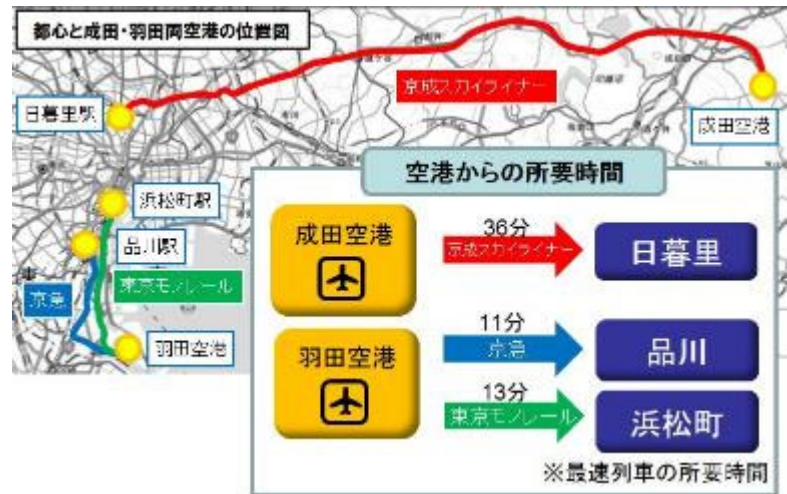 都心と成田・羽田両空港の位置図
京成スカイライナー
日暮里駅
成田空港
浜松町駅
品川駅
東京モノレール
京急
羽田空港
空港からの所要時間
成田空港
36分
京成スカイライナー
日暮里
羽田空港
11分
京急
品川
13分
東京モノレール
浜松町
※最速列車の所要時間